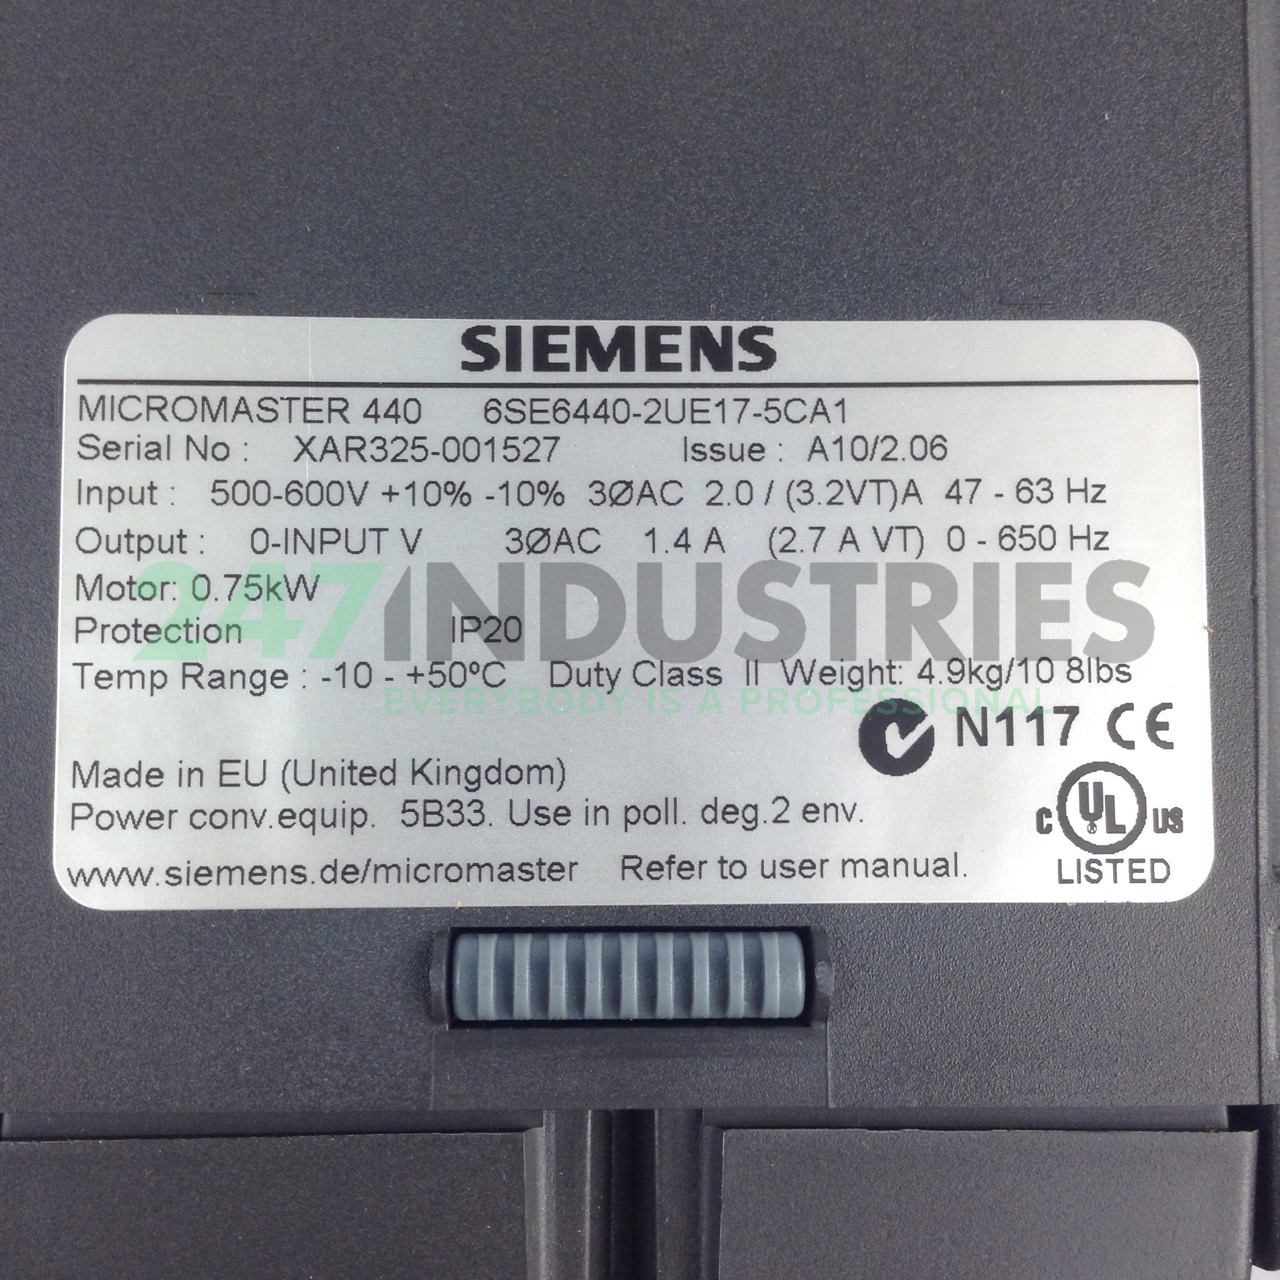 SIEMENS
MICROMASTER 440 6SE6440-2UE17-5CA1
Serial No : XAR325-001527 Issue : A10/2.06
Input : 500-600V +10% -10% 3ØAC 2.0 / (3.2VT)A 47 - 63 Hz
Output : 0-INPUT V 3ØAC 1.4 A (2.7 A VT) 0 - 650 Hz
Motor: 0.75kW
247INDUSTRIES
Protection IP20
Temp Range : -10 - +50ºC Duty Class II Weight: 4.9kg/10 8lbs
EVERYBODY IS A PROFESSIONAL
N117 CE
Made in EU (United Kingdom)
Power conv.equip. 5B33. Use in poll. deg.2 env.
C UL US
www.siemens.de/micromaster Refer to user manual.
LISTED